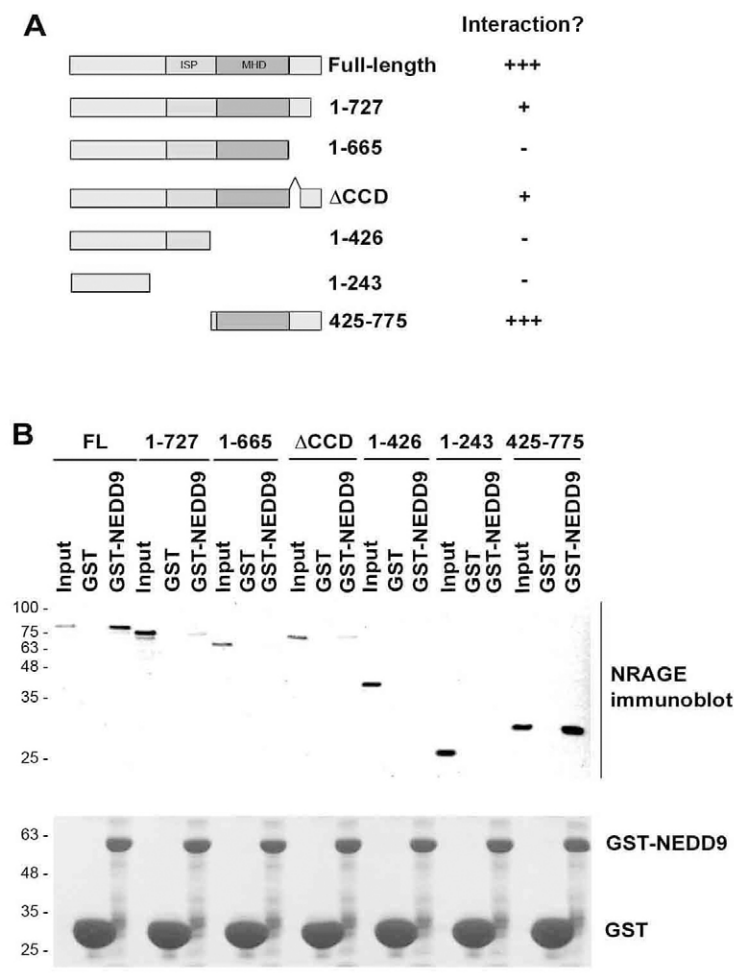 A
Interaction?
ISP MHD Full-length +++
1-727 +
1-665 -
ΔCCD +
1-426 -
1-243 -
425-775 +++
B
FL 1-727 1-665 ΔCCD 1-426 1-243 425-775
Input GST GST-NEDD9 Input GST GST-NEDD9 Input GST GST-NEDD9 Input GST GST-NEDD9 Input GST GST-NEDD9 Input GST GST-NEDD9 Input GST GST-NEDD9
100 -
75 -
63 -
48 -
35 -
25 -
NRAGE
immunoblot
63 -
48 -
35 -
25 -
GST-NEDD9
GST